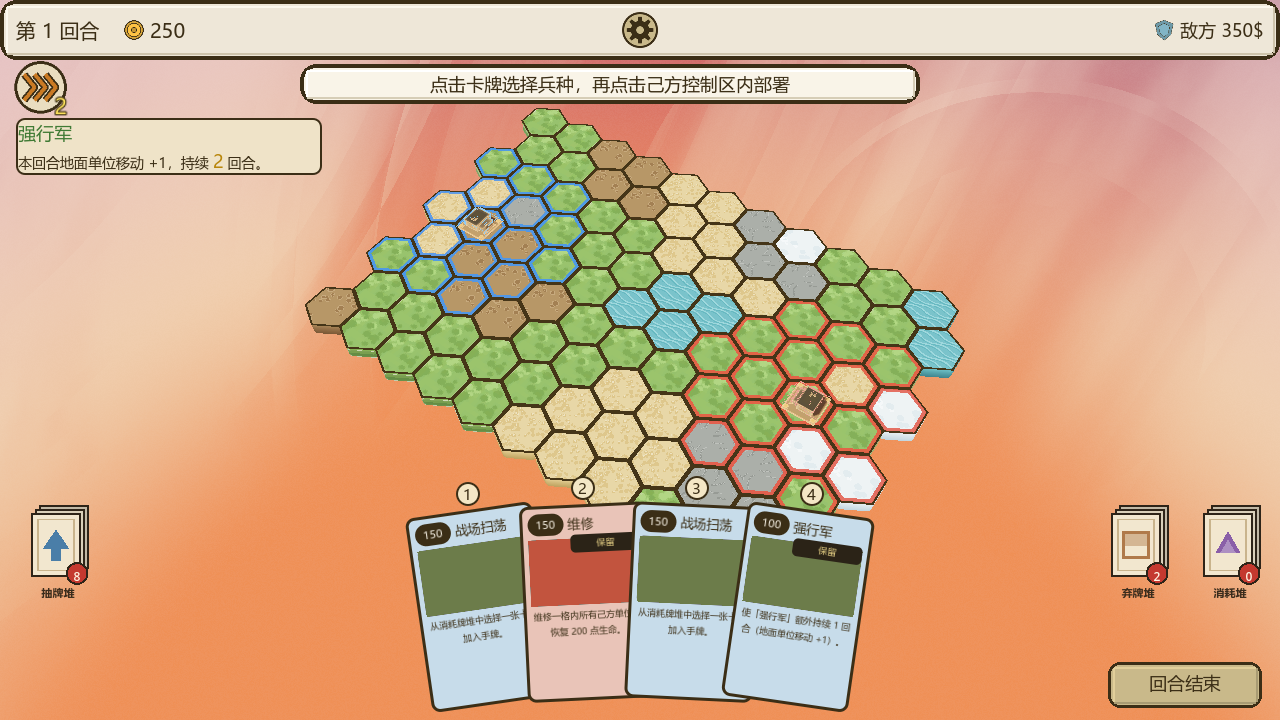 第 1 回合
250
敌方 350$
点击卡牌选择兵种，再点击己方控制区内部署
2
强行军
本回合地面单位移动 +1，持续 2 回合。
1
2
3
4
150 战场扫荡
从消耗牌堆中选择一张卡
加入手牌。
150 维修
保留
维修一格内所有己方单位
恢复 200 点生命。
150 战场扫荡
从消耗牌堆中选择一张卡
加入手牌。
100 强行军
保留
使「强行军」额外持续 1 回
合（地面单位移动 +1）。
8
抽牌堆
2
弃牌堆
0
消耗堆
回合结束